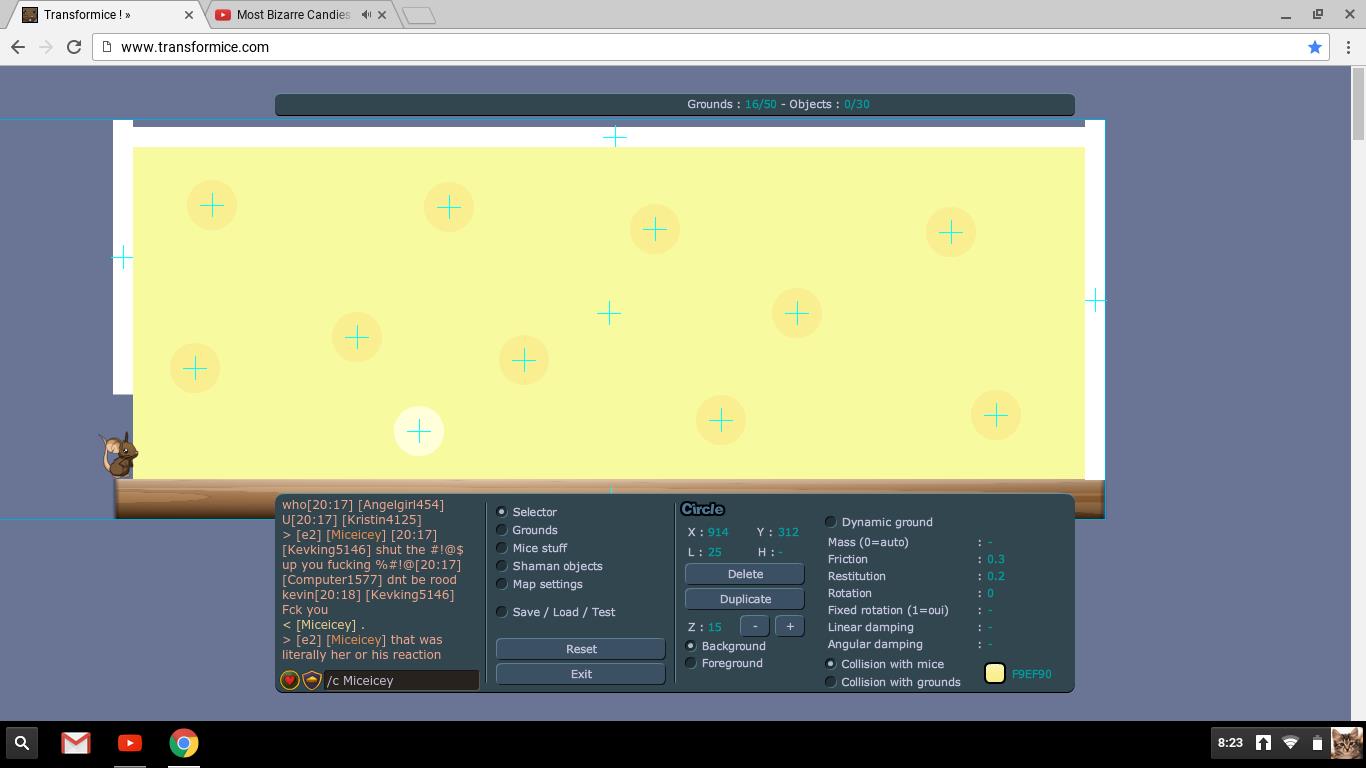 Transformice ! »
Most Bizarre Candies
www.transformice.com
Grounds : 16/50 - Objects : 0/30
who[20:17] [Angelgirl454]
U[20:17] [Kristin4125]
> [e2] [Miceicey] [20:17]
[Kevking5146] shut the #!@$
up you fucking %#!@[20:17]
[Computer1577] dnt be rood
kevin[20:18] [Kevking5146]
Fck you
< [Miceicey] .
> [e2] [Miceicey] that was
literally her or his reaction
/c Miceicey
Selector
Grounds
Mice stuff
Shaman objects
Map settings
Save / Load / Test
Reset
Exit
Circle
X : 914 Y : 312
L : 25 H : -
Delete
Duplicate
Z : 15 - +
Background
Foreground
Dynamic ground
Mass (0=auto) : -
Friction : 0.3
Restitution : 0.2
Rotation : 0
Fixed rotation (1=oui) : -
Linear damping : -
Angular damping : -
Collision with mice
Collision with grounds
F9EF90
8:23